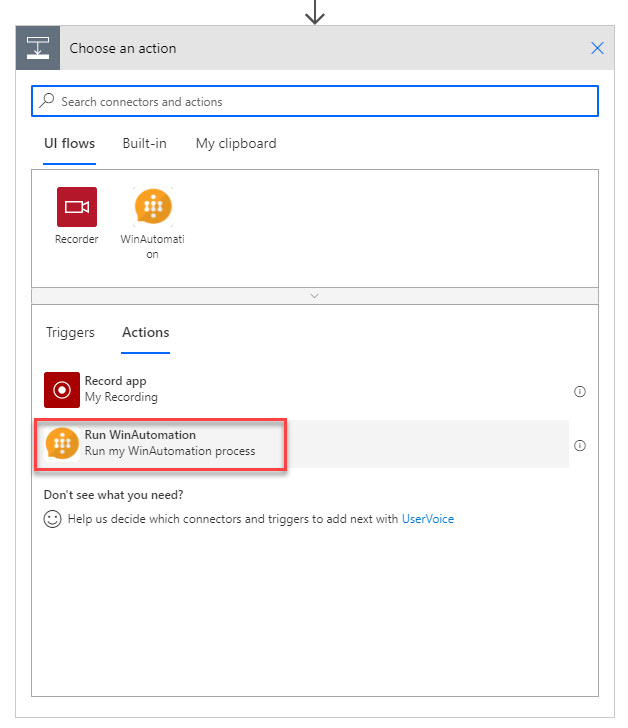 Choose an action
Search connectors and actions
UI flows Built-in My clipboard
Recorder WinAutomati
on
Triggers Actions
Record app
My Recording
Run WinAutomation
Run my WinAutomation process
Don't see what you need?
Help us decide which connectors and triggers to add next with UserVoice